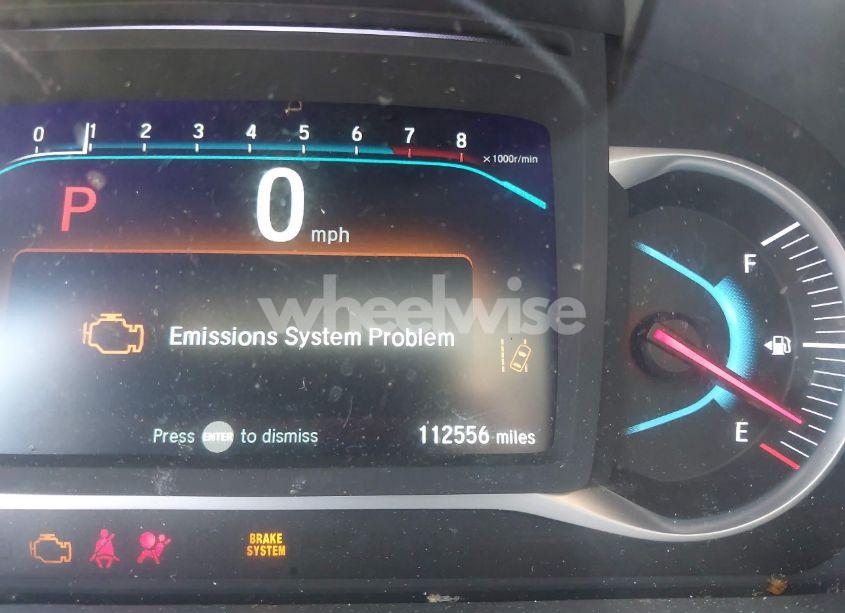 0 1 2 3 4 5 6 7 8
x1000r/min
P 0 mph
F
wheelwise
Emissions System Problem
Press ENTER to dismiss
112556 miles
E
BRAKE
SYSTEM